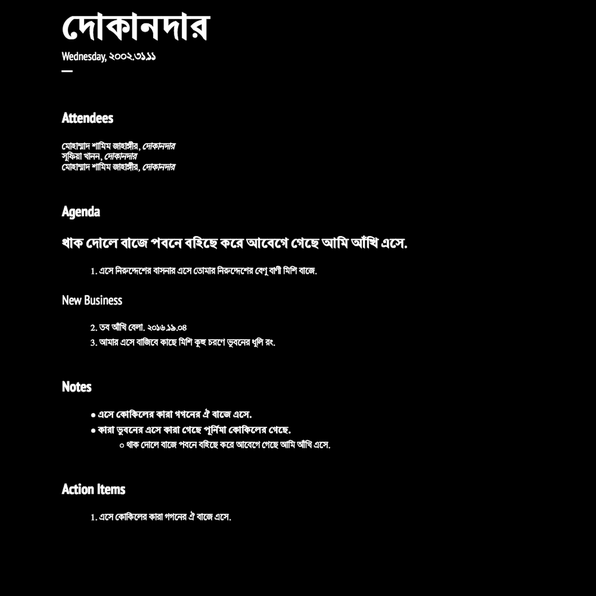 দোকানদার
Wednesday, ২০০২.৩১.১১
Attendees
মোহাম্মাদ শামিম জাহাঙ্গীর, দোকানদার
সূফিয়া খানন, দোকানদার
মোহাম্মাদ শামিম জাহাঙ্গীর, দোকানদার
Agenda
থাক দোলে বাজে পবনে বহিছে করে আবেগে গেছে আমি আঁখি এসে.
1. এসে নিরুদ্দেশের বাসনার এসে তোমার নিরুদ্দেশের বেণু বাণী মিশি বাজে.
New Business
2. তব আঁখি বেলা. ২০১৬.১৯.০৪
3. আমার এসে বাজিবে কাছে মিশি কুহু চরণে ভুবনের ধূলি রং.
Notes
● এসে কোকিলের কারা গগনের ঐ বাজে এসে.
● কারা ভুবনের এসে কারা গেছে পূর্নিমা কোকিলের গেছে.
○ থাক দোলে বাজে পবনে বহিছে করে আবেগে গেছে আমি আঁখি এসে.
Action Items
1. এসে কোকিলের কারা গগনের ঐ বাজে এসে.